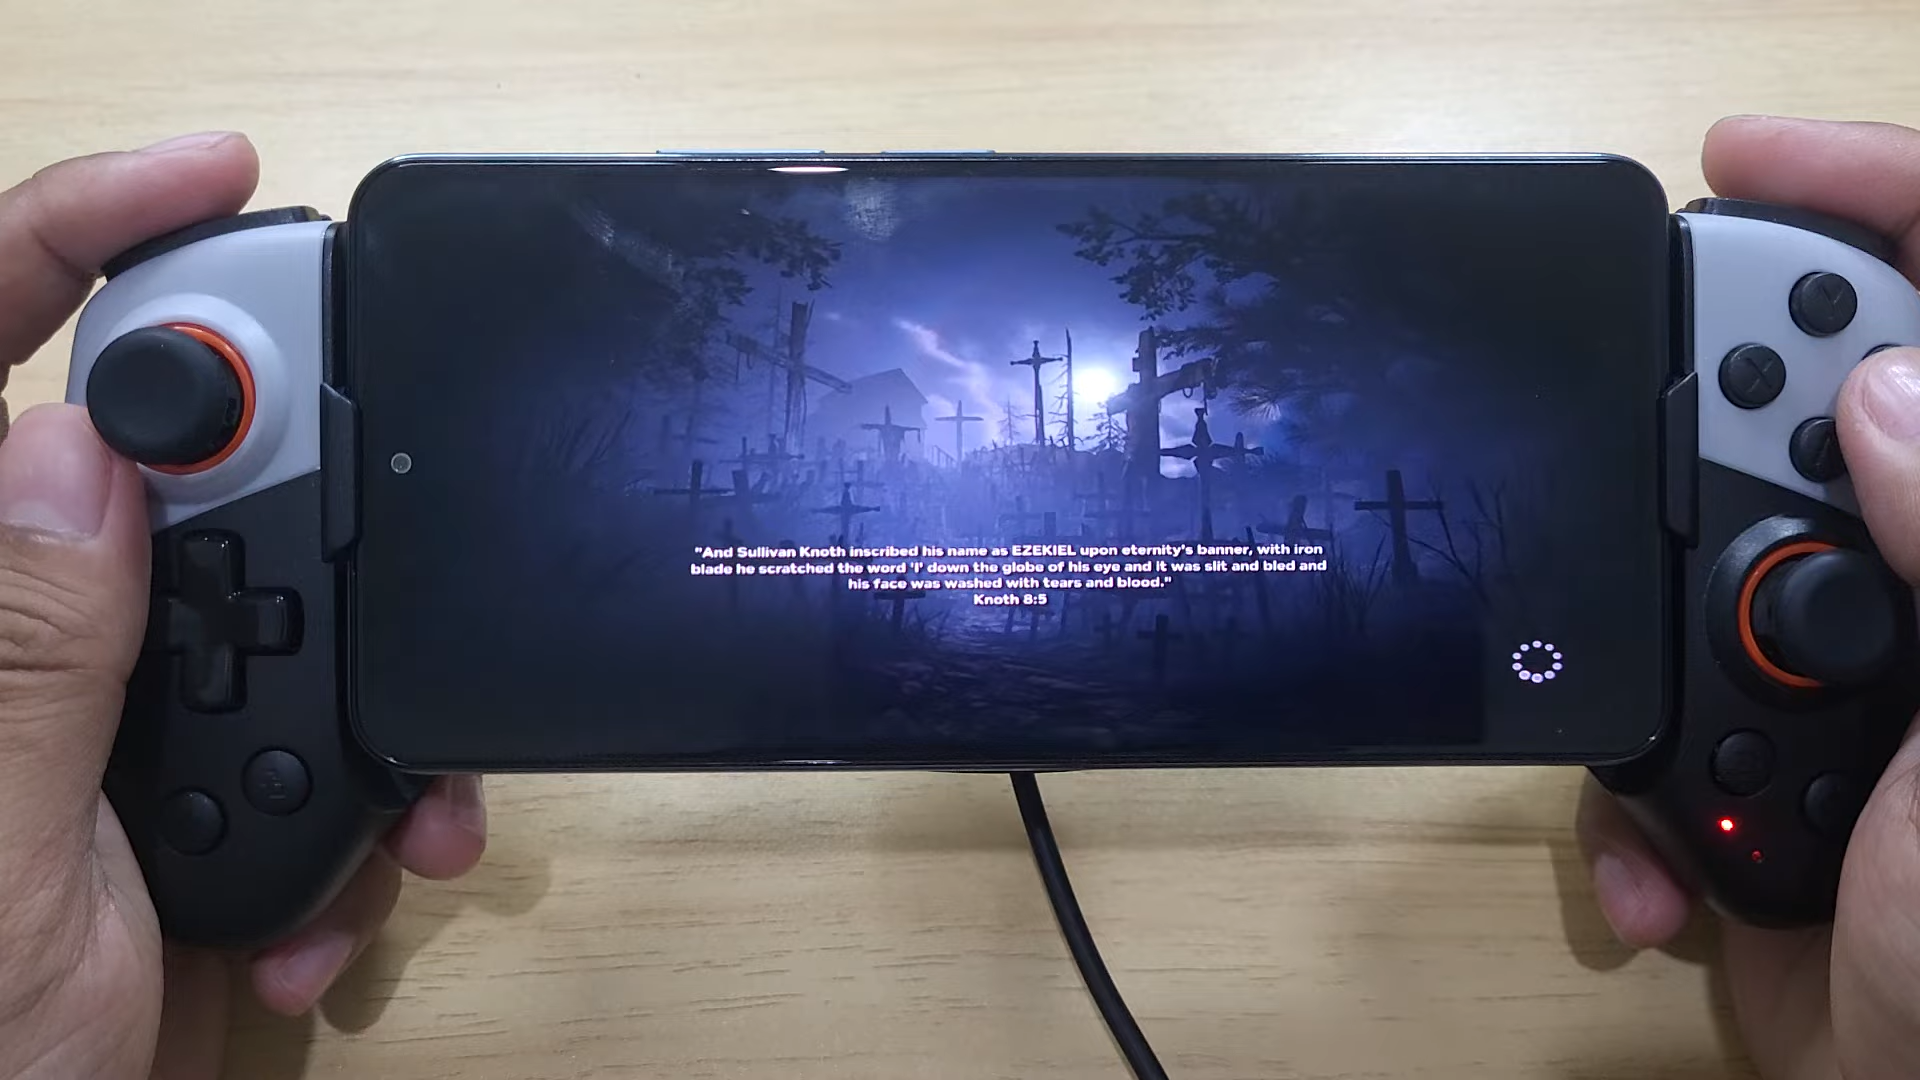 "And Sullivan Knoth inscribed his name as EZEKIEL upon eternity's banner, with iron
blade he scratched the word 'I' down the globe of his eye and it was slit and bled and
his face was washed with tears and blood."
Knoth 8:5
Y
X